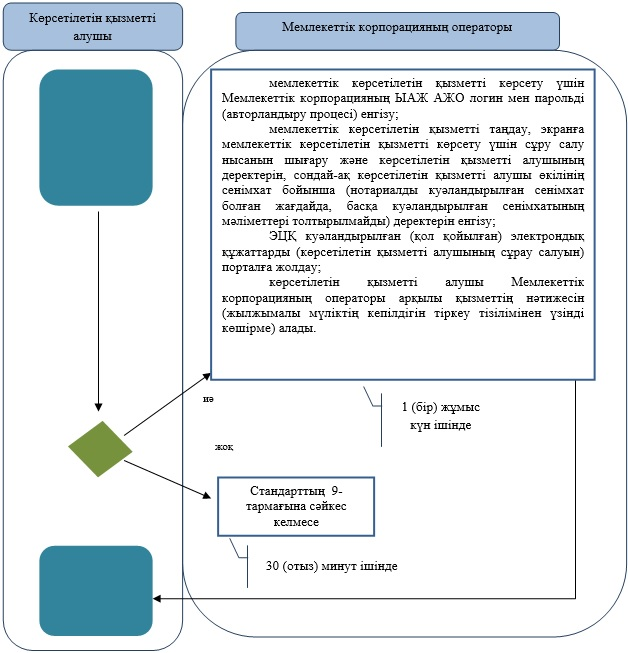 Көрсетілетін қызметті
алушы
Мемлекеттік корпорацияның операторы
мемлекеттік көрсетілетін қызметті көрсету үшін
Мемлекеттік корпорацияның ЫАЖ АЖО логин мен парольді
(авторландыру процесі) енгізу;
мемлекеттік көрсетілетін қызметті таңдау, экранға
мемлекеттік көрсетілетін қызметті көрсету үшін сұру салу
нысанын шығару және көрсетілетін қызметті алушының
деректерін, сондай-ақ көрсетілетін қызметті алушы өкілінің
сенімхат бойынша (нотариалды куәландырылған сенімхат
болған жағдайда, басқа куәландырылған сенімхатының
мәліметтері толтырылмайды) деректерін енгізу;
ЭЦҚ куәландырылған (қол қойылған) электрондық
құжаттарды (көрсетілетін қызметті алушының сұрау салуын)
порталға жолдау;
көрсетілетін қызметті алушы Мемлекеттік
корпорацияның операторы арқылы қызметтің нәтижесін
(жылжымалы мүліктің кепілдігін тіркеу тізілімінен үзінді
көшірме) алады.
иә
1 (бір) жұмыс
күн ішінде
жоқ
Стандарттың 9-
тармағына сәйкес
келмесе
30 (отыз) минут ішінде